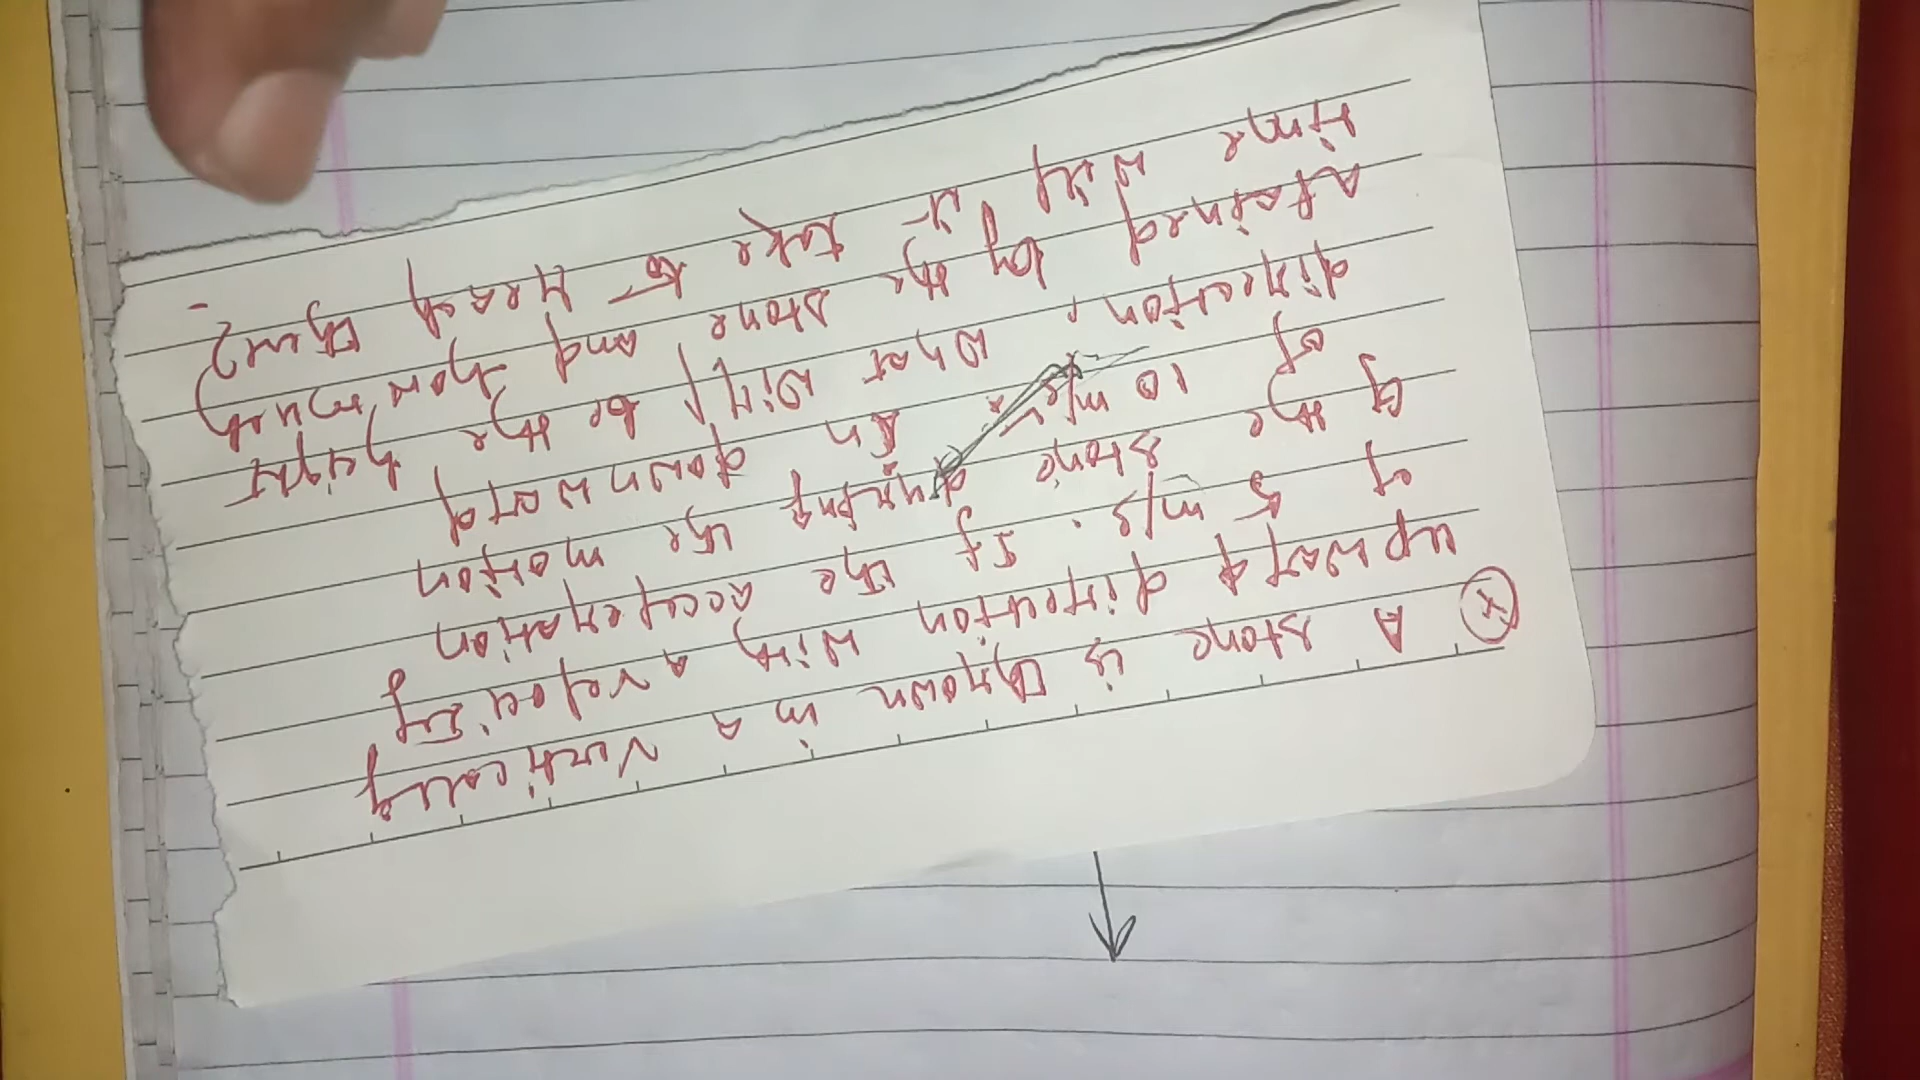 (x) A stone is thrown in a vertically
upward direction with a velocity
of 5 m/s. If the acceleration
of the stone during the motion
of 10 m/s² in downward
direction, what will be the height
attained by the stone and how much
time will it take to reach there?